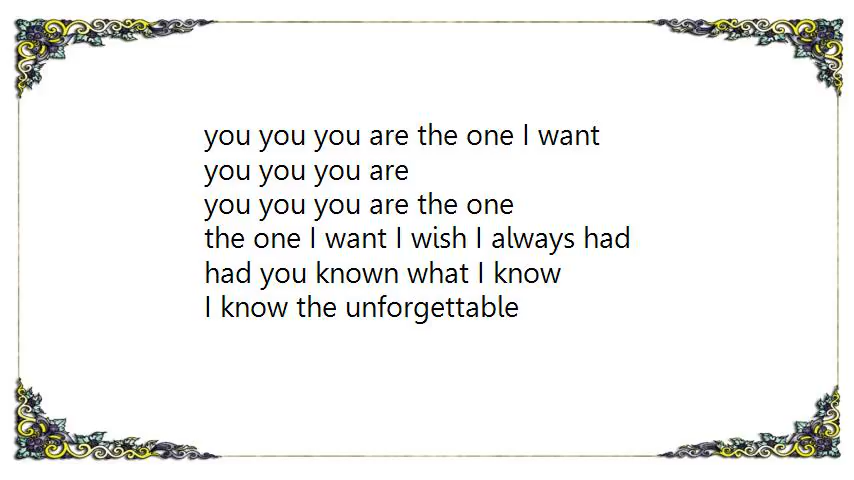 you you you are the one I want
you you you are
you you you are the one
the one I want I wish I always had
had you known what I know
I know the unforgettable